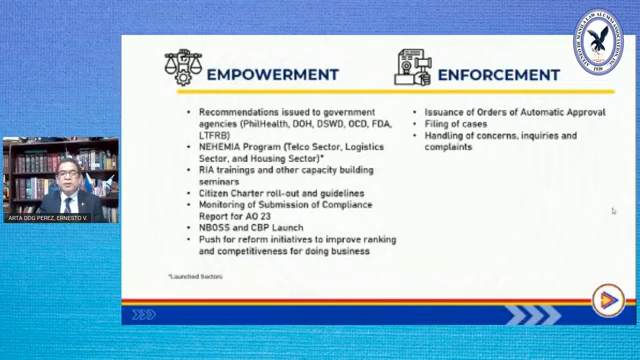 EMPOWERMENT
• Recommendations issued to government
agencies (PhilHealth, DOH, DSWD, OCD, FDA,
LTFRB)
• NEHEMIA Program (Telco Sector, Logistics
Sector, and Housing Sector)*
• RIA trainings and other capacity building
seminars
• Citizen Charter roll-out and guidelines
• Monitoring of Submission of Compliance
Report for AO 23
• NBOSS and CBP Launch
• Push for reform initiatives to improve ranking
and competitiveness for doing business
*Launched Sectors
ENFORCEMENT
• Issuance of Orders of Automatic Approval
• Filing of cases
• Handling of concerns, inquiries and
complaints
ARTA DDG PEREZ, ERNESTO V.